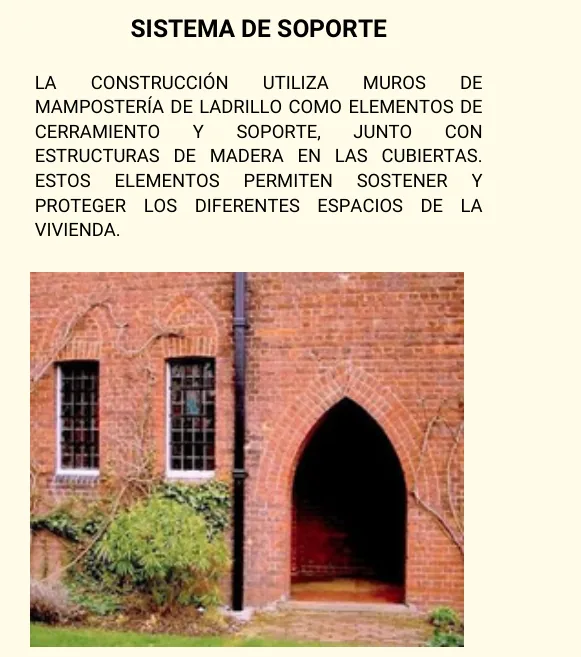 SISTEMA DE SOPORTE
LA CONSTRUCCIÓN UTILIZA MUROS DE
MAMPOSTERÍA DE LADRILLO COMO ELEMENTOS DE
CERRAMIENTO Y SOPORTE, JUNTO CON
ESTRUCTURAS DE MADERA EN LAS CUBIERTAS.
ESTOS ELEMENTOS PERMITEN SOSTENER Y
PROTEGER LOS DIFERENTES ESPACIOS DE LA
VIVIENDA.